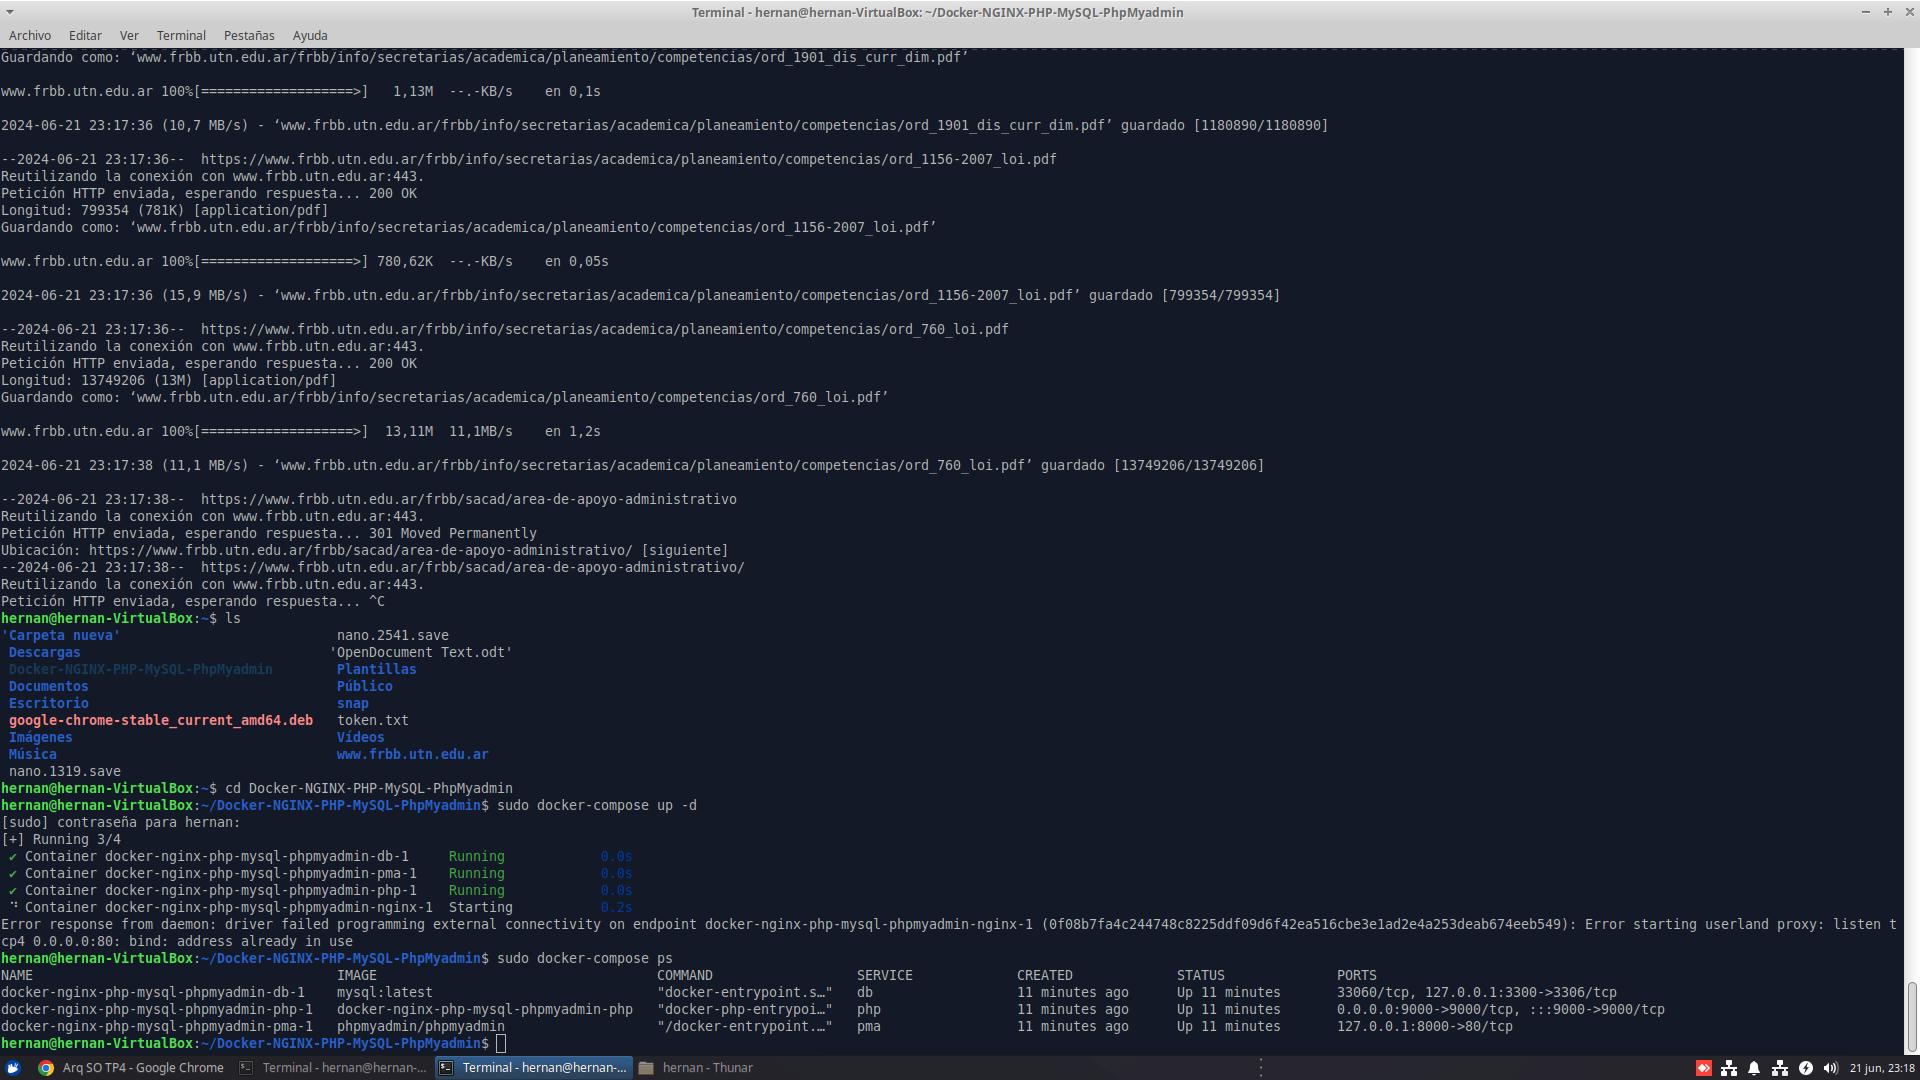 Terminal - hernan@hernan-VirtualBox: ~/Docker-NGINX-PHP-MySQL-PhpMyadmin
Archivo Editar Ver Terminal Pestañas Ayuda
Guardando como: ‘www.frbb.utn.edu.ar/frbb/info/secretarias/academica/planeamiento/competencias/ord_1901_dis_curr_dim.pdf’
www.frbb.utn.edu.ar 100%[===================>]   1,13M  --.-KB/s    en 0,1s
2024-06-21 23:17:36 (10,7 MB/s) - ‘www.frbb.utn.edu.ar/frbb/info/secretarias/academica/planeamiento/competencias/ord_1901_dis_curr_dim.pdf’ guardado [1180890/1180890]
--2024-06-21 23:17:36--  https://www.frbb.utn.edu.ar/frbb/info/secretarias/academica/planeamiento/competencias/ord_1156-2007_loi.pdf
Reutilizando la conexión con www.frbb.utn.edu.ar:443.
Petición HTTP enviada, esperando respuesta... 200 OK
Longitud: 799354 (781K) [application/pdf]
Guardando como: ‘www.frbb.utn.edu.ar/frbb/info/secretarias/academica/planeamiento/competencias/ord_1156-2007_loi.pdf’
www.frbb.utn.edu.ar 100%[===================>] 780,62K  --.-KB/s    en 0,05s
2024-06-21 23:17:36 (15,9 MB/s) - ‘www.frbb.utn.edu.ar/frbb/info/secretarias/academica/planeamiento/competencias/ord_1156-2007_loi.pdf’ guardado [799354/799354]
--2024-06-21 23:17:36--  https://www.frbb.utn.edu.ar/frbb/info/secretarias/academica/planeamiento/competencias/ord_760_loi.pdf
Reutilizando la conexión con www.frbb.utn.edu.ar:443.
Petición HTTP enviada, esperando respuesta... 200 OK
Longitud: 13749206 (13M) [application/pdf]
Guardando como: ‘www.frbb.utn.edu.ar/frbb/info/secretarias/academica/planeamiento/competencias/ord_760_loi.pdf’
www.frbb.utn.edu.ar 100%[===================>]  13,11M  11,1MB/s    en 1,2s
2024-06-21 23:17:38 (11,1 MB/s) - ‘www.frbb.utn.edu.ar/frbb/info/secretarias/academica/planeamiento/competencias/ord_760_loi.pdf’ guardado [13749206/13749206]
--2024-06-21 23:17:38--  https://www.frbb.utn.edu.ar/frbb/sacad/area-de-apoyo-administrativo
Reutilizando la conexión con www.frbb.utn.edu.ar:443.
Petición HTTP enviada, esperando respuesta... 301 Moved Permanently
Ubicación: https://www.frbb.utn.edu.ar/frbb/sacad/area-de-apoyo-administrativo/ [siguiente]
--2024-06-21 23:17:38--  https://www.frbb.utn.edu.ar/frbb/sacad/area-de-apoyo-administrativo/
Reutilizando la conexión con www.frbb.utn.edu.ar:443.
Petición HTTP enviada, esperando respuesta... ^C
hernan@hernan-VirtualBox:~$ ls
'Carpeta nueva'                           nano.2541.save
 Descargas                               'OpenDocument Text.odt'
 Docker-NGINX-PHP-MySQL-PhpMyadmin        Plantillas
 Documentos                               Público
 Escritorio                               snap
 google-chrome-stable_current_amd64.deb   token.txt
 Imágenes                                 Vídeos
 Música                                   www.frbb.utn.edu.ar
 nano.1319.save
hernan@hernan-VirtualBox:~$ cd Docker-NGINX-PHP-MySQL-PhpMyadmin
hernan@hernan-VirtualBox:~/Docker-NGINX-PHP-MySQL-PhpMyadmin$ sudo docker-compose up -d
[sudo] contraseña para hernan:
[+] Running 3/4
 ✔ Container docker-nginx-php-mysql-phpmyadmin-db-1     Running            0.0s
 ✔ Container docker-nginx-php-mysql-phpmyadmin-pma-1    Running            0.0s
 ✔ Container docker-nginx-php-mysql-phpmyadmin-php-1    Running            0.0s
 ⠙ Container docker-nginx-php-mysql-phpmyadmin-nginx-1  Starting           0.2s
Error response from daemon: driver failed programming external connectivity on endpoint docker-nginx-php-mysql-phpmyadmin-nginx-1 (0f08b7fa4c244748c8225ddf09d6f42ea516cbe3e1ad2e4a253deab674eeb549): Error starting userland proxy: listen t
cp4 0.0.0.0:80: bind: address already in use
hernan@hernan-VirtualBox:~/Docker-NGINX-PHP-MySQL-PhpMyadmin$ sudo docker-compose ps
NAME                                      IMAGE                                   COMMAND                  SERVICE             CREATED             STATUS              PORTS
docker-nginx-php-mysql-phpmyadmin-db-1    mysql:latest                            "docker-entrypoint.s…"   db                  11 minutes ago      Up 11 minutes       33060/tcp, 127.0.0.1:3300->3306/tcp
docker-nginx-php-mysql-phpmyadmin-php-1   docker-nginx-php-mysql-phpmyadmin-php   "docker-php-entrypoi…"   php                 11 minutes ago      Up 11 minutes       0.0.0.0:9000->9000/tcp, :::9000->9000/tcp
docker-nginx-php-mysql-phpmyadmin-pma-1   phpmyadmin/phpmyadmin                   "/docker-entrypoint.…"   pma                 11 minutes ago      Up 11 minutes       127.0.0.1:8000->80/tcp
hernan@hernan-VirtualBox:~/Docker-NGINX-PHP-MySQL-PhpMyadmin$
Arq SO TP4 - Google Chrome Terminal - hernan@hernan-... Terminal - hernan@hernan-... hernan - Thunar 21 jun, 23:18